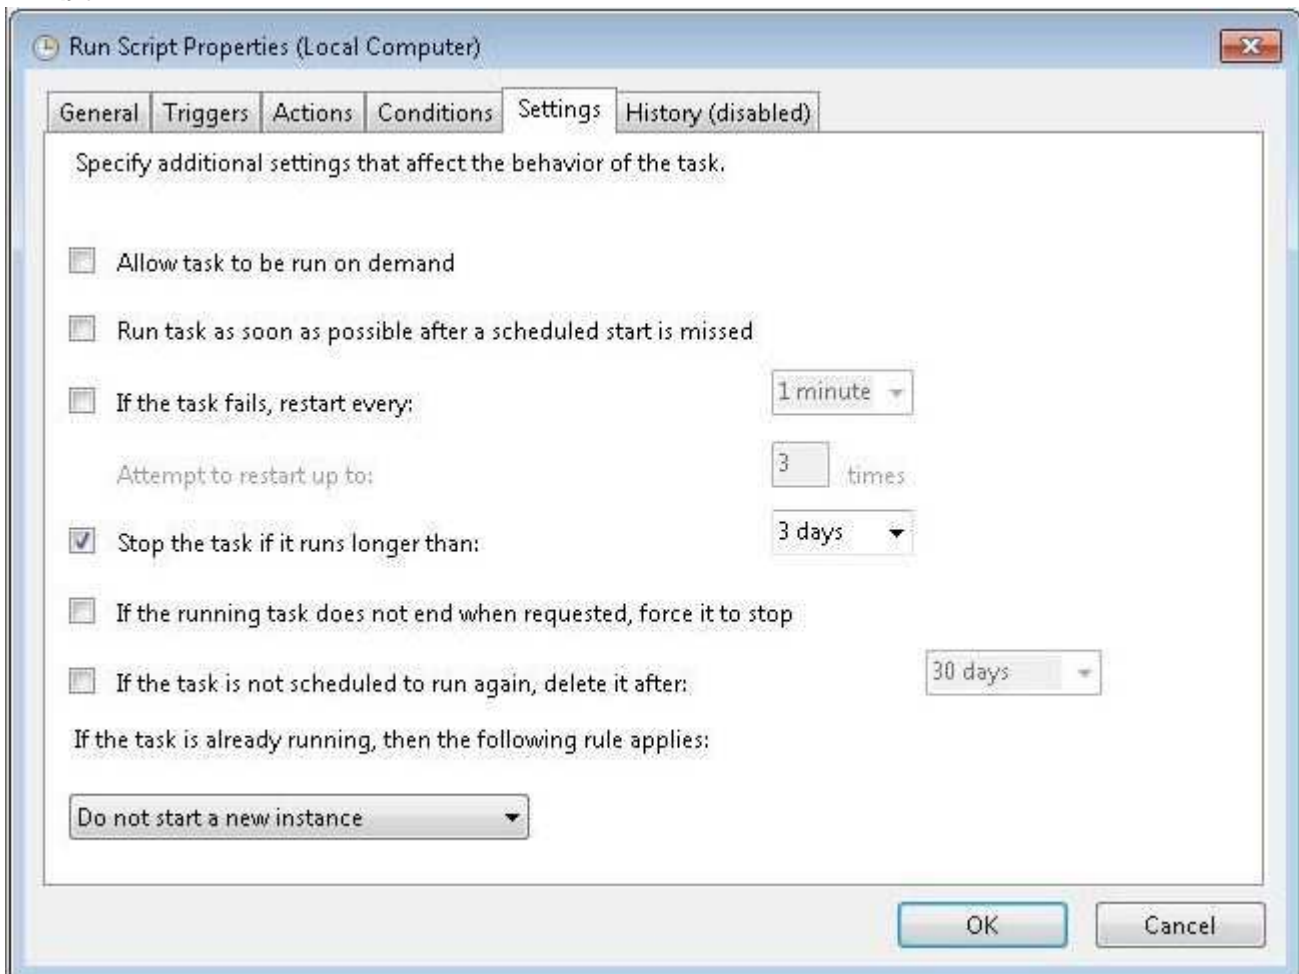 Run Script Properties (Local Computer)
General Triggers Actions Conditions Settings History (disabled)
Specify additional settings that affect the behavior of the task.
Allow task to be run on demand
Run task as soon as possible after a scheduled start is missed
If the task fails, restart every: 1 minute
Attempt to restart up to: 3 times
Stop the task if it runs longer than: 3 days
If the running task does not end when requested, force it to stop
If the task is not scheduled to run again, delete it after: 30 days
If the task is already running, then the following rule applies:
Do not start a new instance
OK Cancel